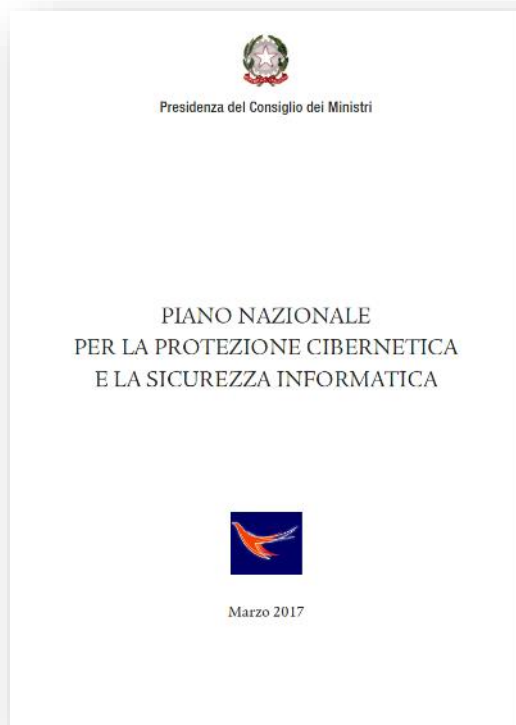 Presidenza del Consiglio dei Ministri
PIANO NAZIONALE
PER LA PROTEZIONE CIBERNETICA
E LA SICUREZZA INFORMATICA
Marzo 2017